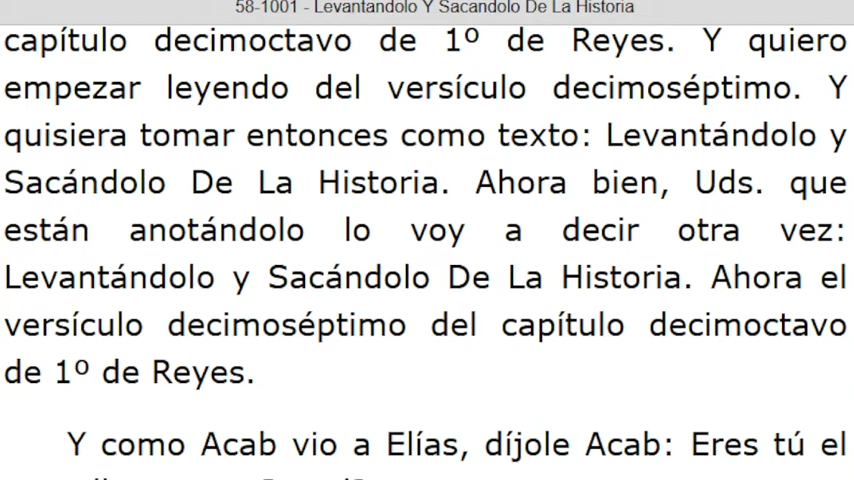 58-1001 - Levantandolo Y Sacandolo De La Historia
capítulo decimoctavo de 1º de Reyes. Y quiero
empezar leyendo del versículo decimoséptimo. Y
quisiera tomar entonces como texto: Levantándolo y
Sacándolo De La Historia. Ahora bien, Uds. que
están anotándolo lo voy a decir otra vez:
Levantándolo y Sacándolo De La Historia. Ahora el
versículo decimoséptimo del capítulo decimoctavo
de 1º de Reyes.
Y como Acab vio a Elías, díjole Acab: Eres tú el